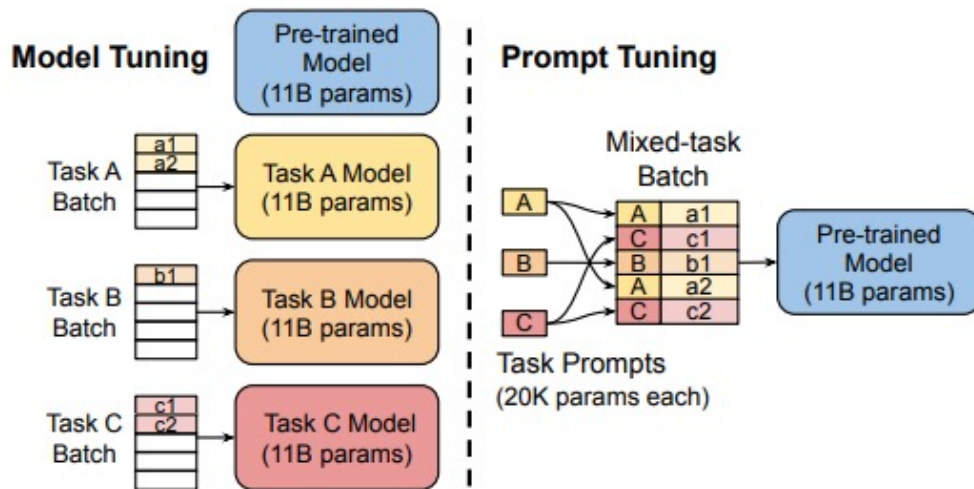 Model Tuning
Pre-trained
Model
(11B params)
a1
a2
Task A
Batch
Task A Model
(11B params)
b1
Task B
Batch
Task B Model
(11B params)
c1
c2
Task C
Batch
Task C Model
(11B params)
Prompt Tuning
Mixed-task
Batch
A
B
C
A a1
C c1
B b1
A a2
C c2
Pre-trained
Model
(11B params)
Task Prompts
(20K params each)